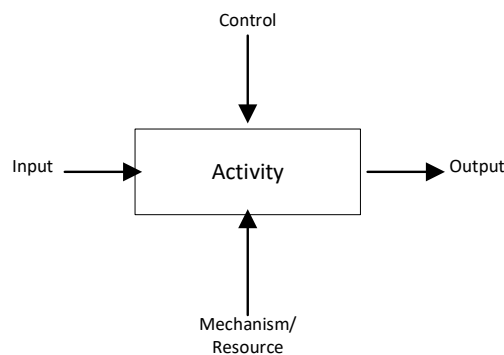 Control
Input
Activity
Output
Mechanism/
Resource